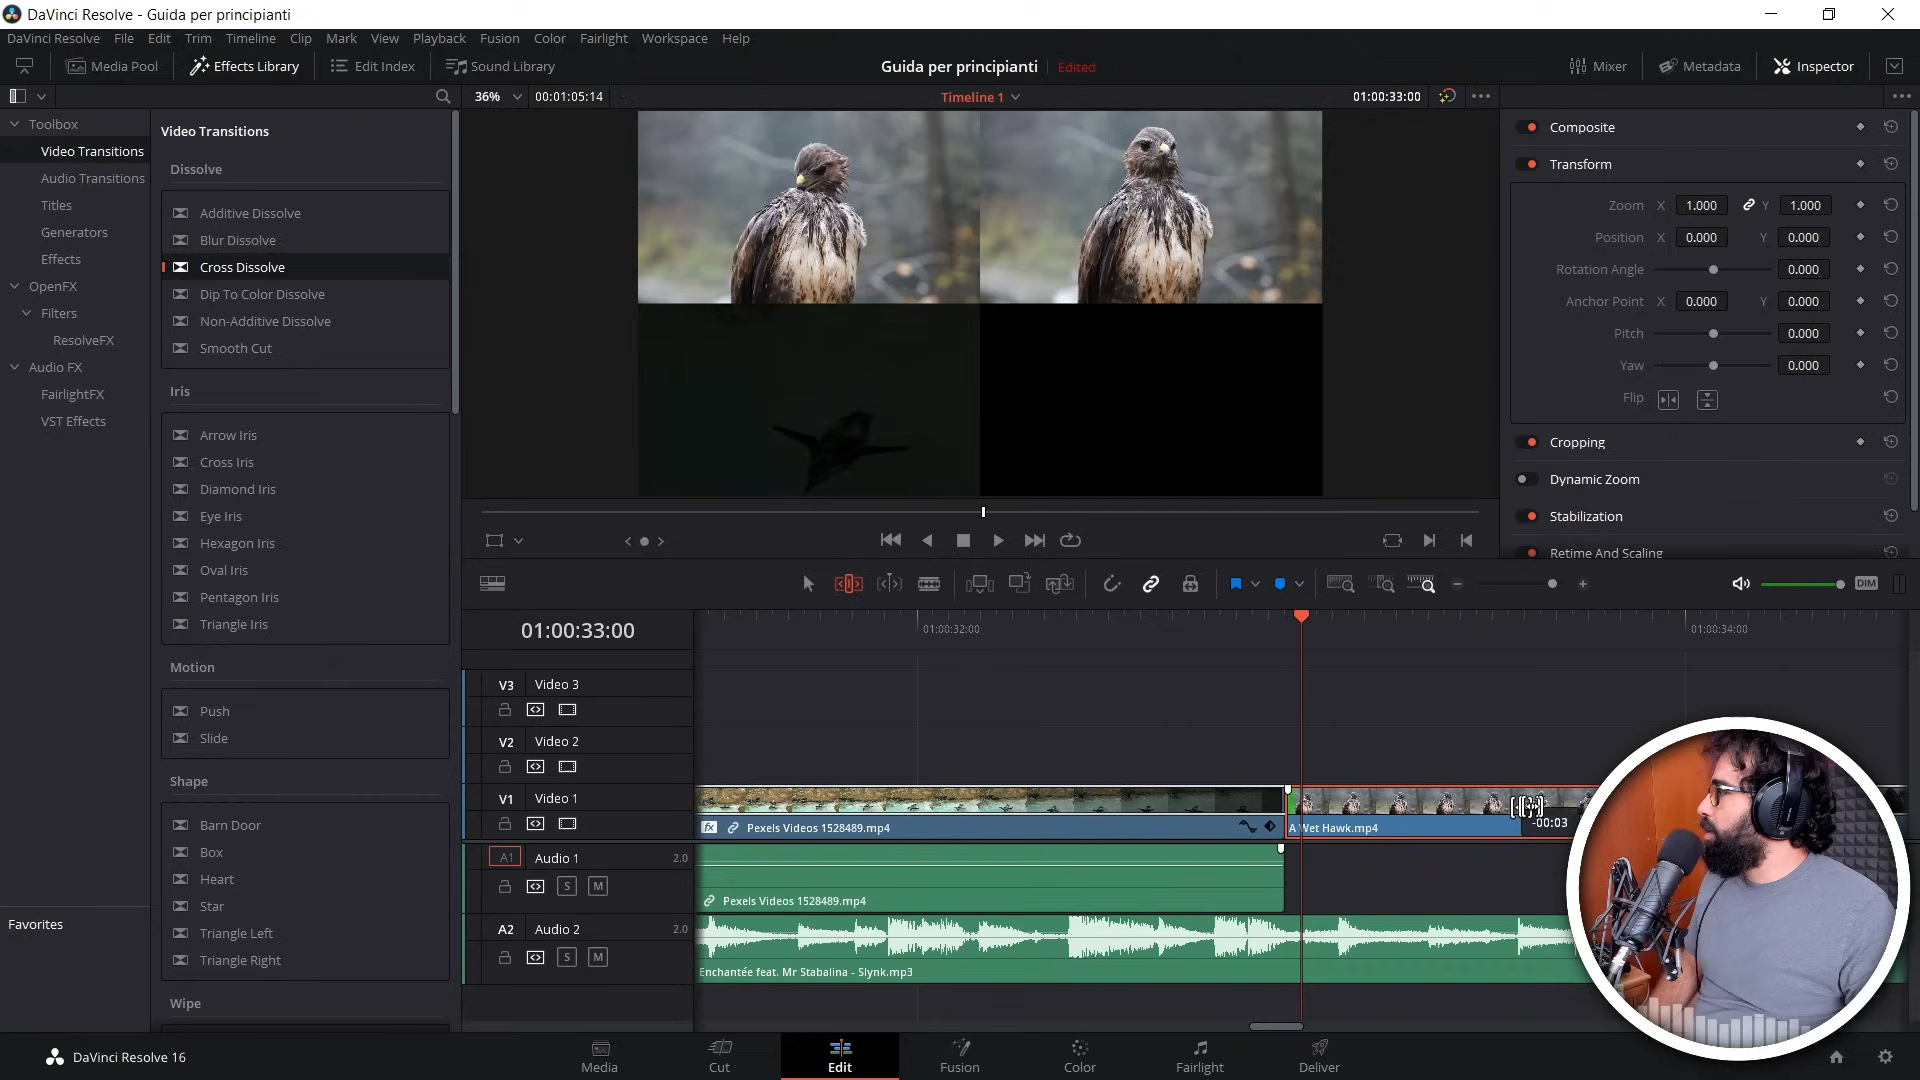 DaVinci Resolve - Guida per principianti
DaVinci Resolve File Edit Trim Timeline Clip Mark View Playback Fusion Color Fairlight Workspace Help
Media Pool Effects Library Edit Index Sound Library Guida per principianti Edited Mixer Metadata Inspector
36% 00:01:05:14 Timeline 1 01:00:33:00
Toolbox
Video Transitions
Audio Transitions
Titles
Generators
Effects
OpenFX
Filters
ResolveFX
Audio FX
FairlightFX
VST Effects
Favorites
Video Transitions
Dissolve
Additive Dissolve
Blur Dissolve
Cross Dissolve
Dip To Color Dissolve
Non-Additive Dissolve
Smooth Cut
Iris
Arrow Iris
Cross Iris
Diamond Iris
Eye Iris
Hexagon Iris
Oval Iris
Pentagon Iris
Triangle Iris
Motion
Push
Slide
Shape
Barn Door
Box
Heart
Star
Triangle Left
Triangle Right
Wipe
Composite
Transform
Zoom X 1.000 Y 1.000
Position X 0.000 Y 0.000
Rotation Angle 0.000
Anchor Point X 0.000 Y 0.000
Pitch 0.000
Yaw 0.000
Flip
Cropping
Dynamic Zoom
Stabilization
Retime And Scaling
DIM
01:00:33:00 01:00:32:00 01:00:34:00
V3 Video 3
V2 Video 2
V1 Video 1
fx Pexels Videos 1528489.mp4 A Wet Hawk.mp4 -00:03
A1 Audio 1 2.0
S M
Pexels Videos 1528489.mp4
A2 Audio 2 2.0
S M
Enchantée feat. Mr Stabalina - Slynk.mp3
DaVinci Resolve 16
Media Cut Edit Fusion Color Fairlight Deliver